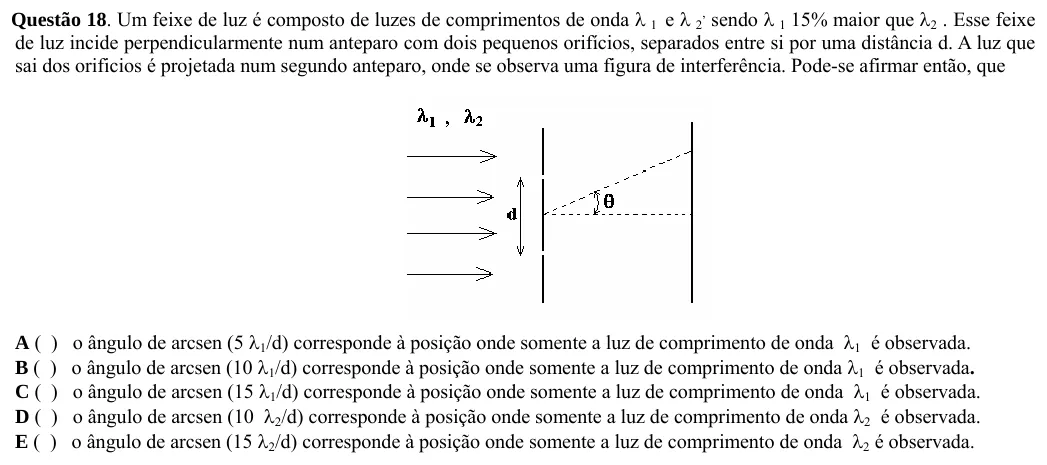 Questão 18. Um feixe de luz é composto de luzes de comprimentos de onda λ ₁ e λ ₂, sendo λ ₁ 15% maior que λ₂ . Esse feixe
de luz incide perpendicularmente num anteparo com dois pequenos orifícios, separados entre si por uma distância d. A luz que
sai dos orifícios é projetada num segundo anteparo, onde se observa uma figura de interferência. Pode-se afirmar então, que
λ₁ , λ₂
d
θ
A ( ) o ângulo de arcsen (5 λ₁/d) corresponde à posição onde somente a luz de comprimento de onda λ₁ é observada.
B ( ) o ângulo de arcsen (10 λ₁/d) corresponde à posição onde somente a luz de comprimento de onda λ₁ é observada.
C ( ) o ângulo de arcsen (15 λ₁/d) corresponde à posição onde somente a luz de comprimento de onda λ₁ é observada.
D ( ) o ângulo de arcsen (10 λ₂/d) corresponde à posição onde somente a luz de comprimento de onda λ₂ é observada.
E ( ) o ângulo de arcsen (15 λ₂/d) corresponde à posição onde somente a luz de comprimento de onda λ₂ é observada.